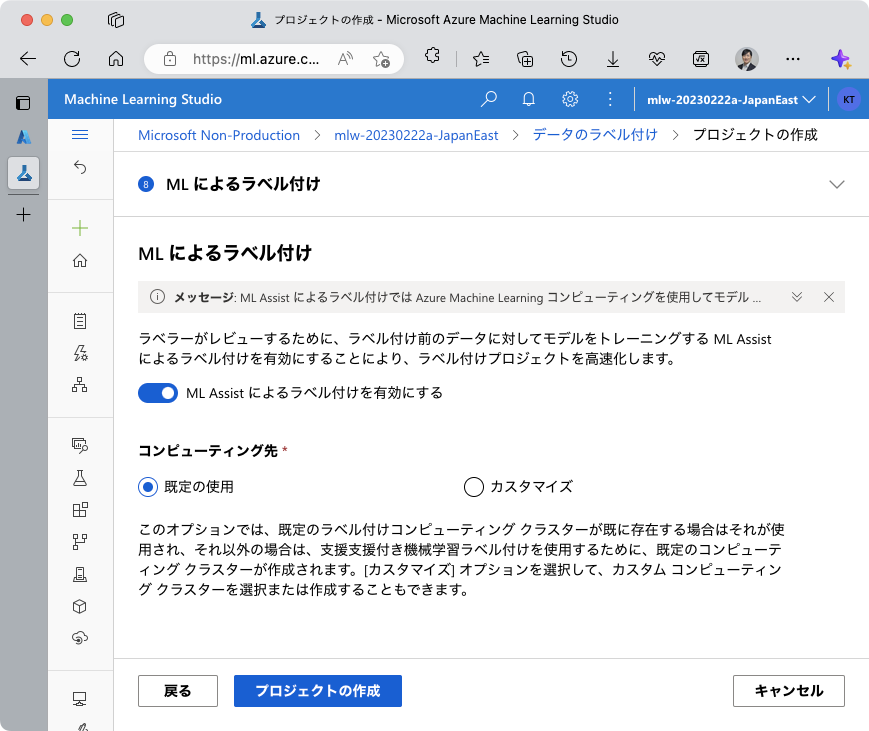 プロジェクトの作成 - Microsoft Azure Machine Learning Studio
https://ml.azure.c...
Machine Learning Studio
mlw-20230222a-JapanEast
KT
Microsoft Non-Production > mlw-20230222a-JapanEast > データのラベル付け > プロジェクトの作成
8 ML によるラベル付け
ML によるラベル付け
メッセージ: ML Assist によるラベル付けでは Azure Machine Learning コンピューティングを使用してモデル ...
ラベラーがレビューするために、ラベル付け前のデータに対してモデルをトレーニングする ML Assist
によるラベル付けを有効にすることにより、ラベル付けプロジェクトを高速化します。
ML Assist によるラベル付けを有効にする
コンピューティング先 *
既定の使用
カスタマイズ
このオプションでは、既定のラベル付けコンピューティング クラスターが既に存在する場合はそれが使
用され、それ以外の場合は、支援支援付き機械学習ラベル付けを使用するために、既定のコンピューテ
ィング クラスターが作成されます。[カスタマイズ] オプションを選択して、カスタム コンピューティン
グ クラスターを選択または作成することもできます。
戻る
プロジェクトの作成
キャンセル